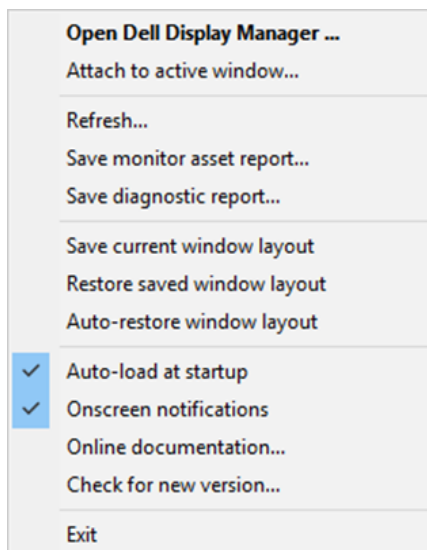 Open Dell Display Manager ...
Attach to active window...
Refresh...
Save monitor asset report...
Save diagnostic report...
Save current window layout
Restore saved window layout
Auto-restore window layout
Auto-load at startup
Onscreen notifications
Online documentation...
Check for new version...
Exit